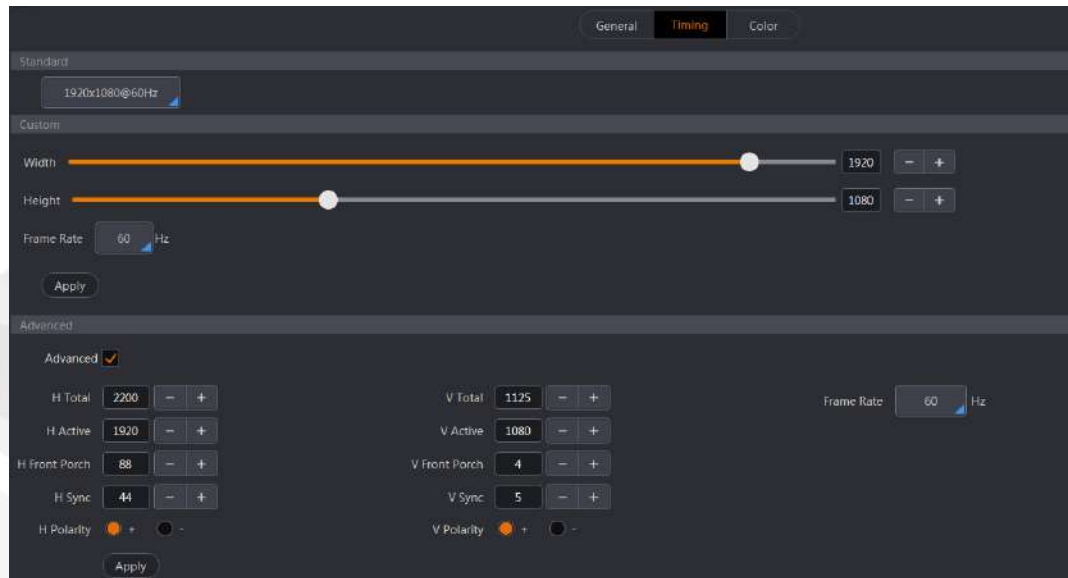 General Timing Color
Standard
1920x1080@60Hz
Custom
Width 1920 - +
Height 1080 - +
Frame Rate 60 Hz
Apply
Advanced
Advanced
H Total 2200 - + V Total 1125 - + Frame Rate 60 Hz
H Active 1920 - + V Active 1080 - +
H Front Porch 88 - + V Front Porch 4 - +
H Sync 44 - + V Sync 5 - +
H Polarity + - V Polarity + -
Apply